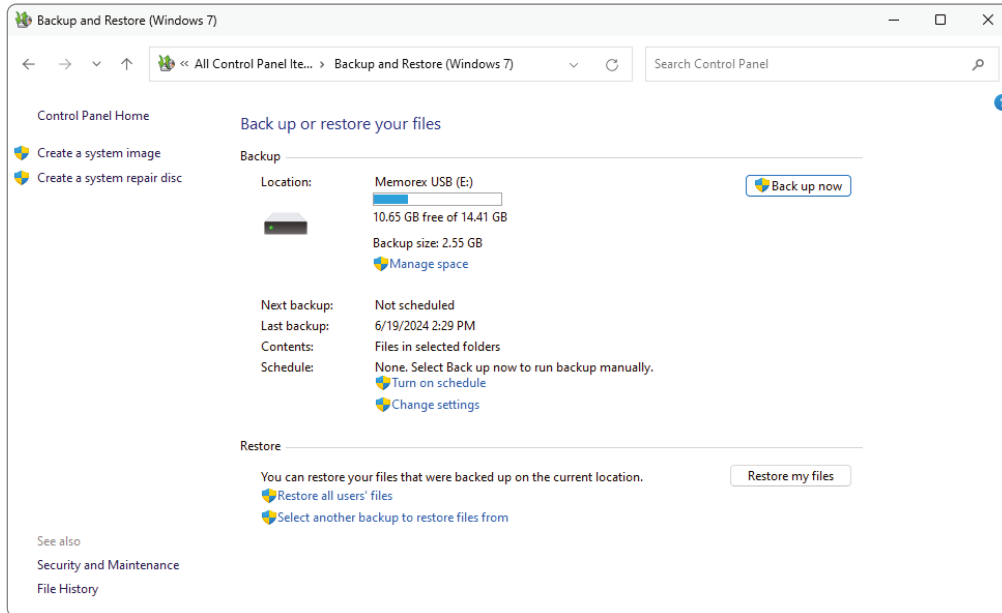 Backup and Restore (Windows 7)
« All Control Panel Ite... › Backup and Restore (Windows 7)
Search Control Panel
Control Panel Home
Create a system image
Create a system repair disc
Back up or restore your files
Backup
Location:
Memorex USB (E:)
Back up now
10.65 GB free of 14.41 GB
Backup size: 2.55 GB
Manage space
Next backup:
Not scheduled
Last backup:
6/19/2024 2:29 PM
Contents:
Files in selected folders
Schedule:
None. Select Back up now to run backup manually.
Turn on schedule
Change settings
Restore
You can restore your files that were backed up on the current location.
Restore my files
Restore all users' files
Select another backup to restore files from
See also
Security and Maintenance
File History